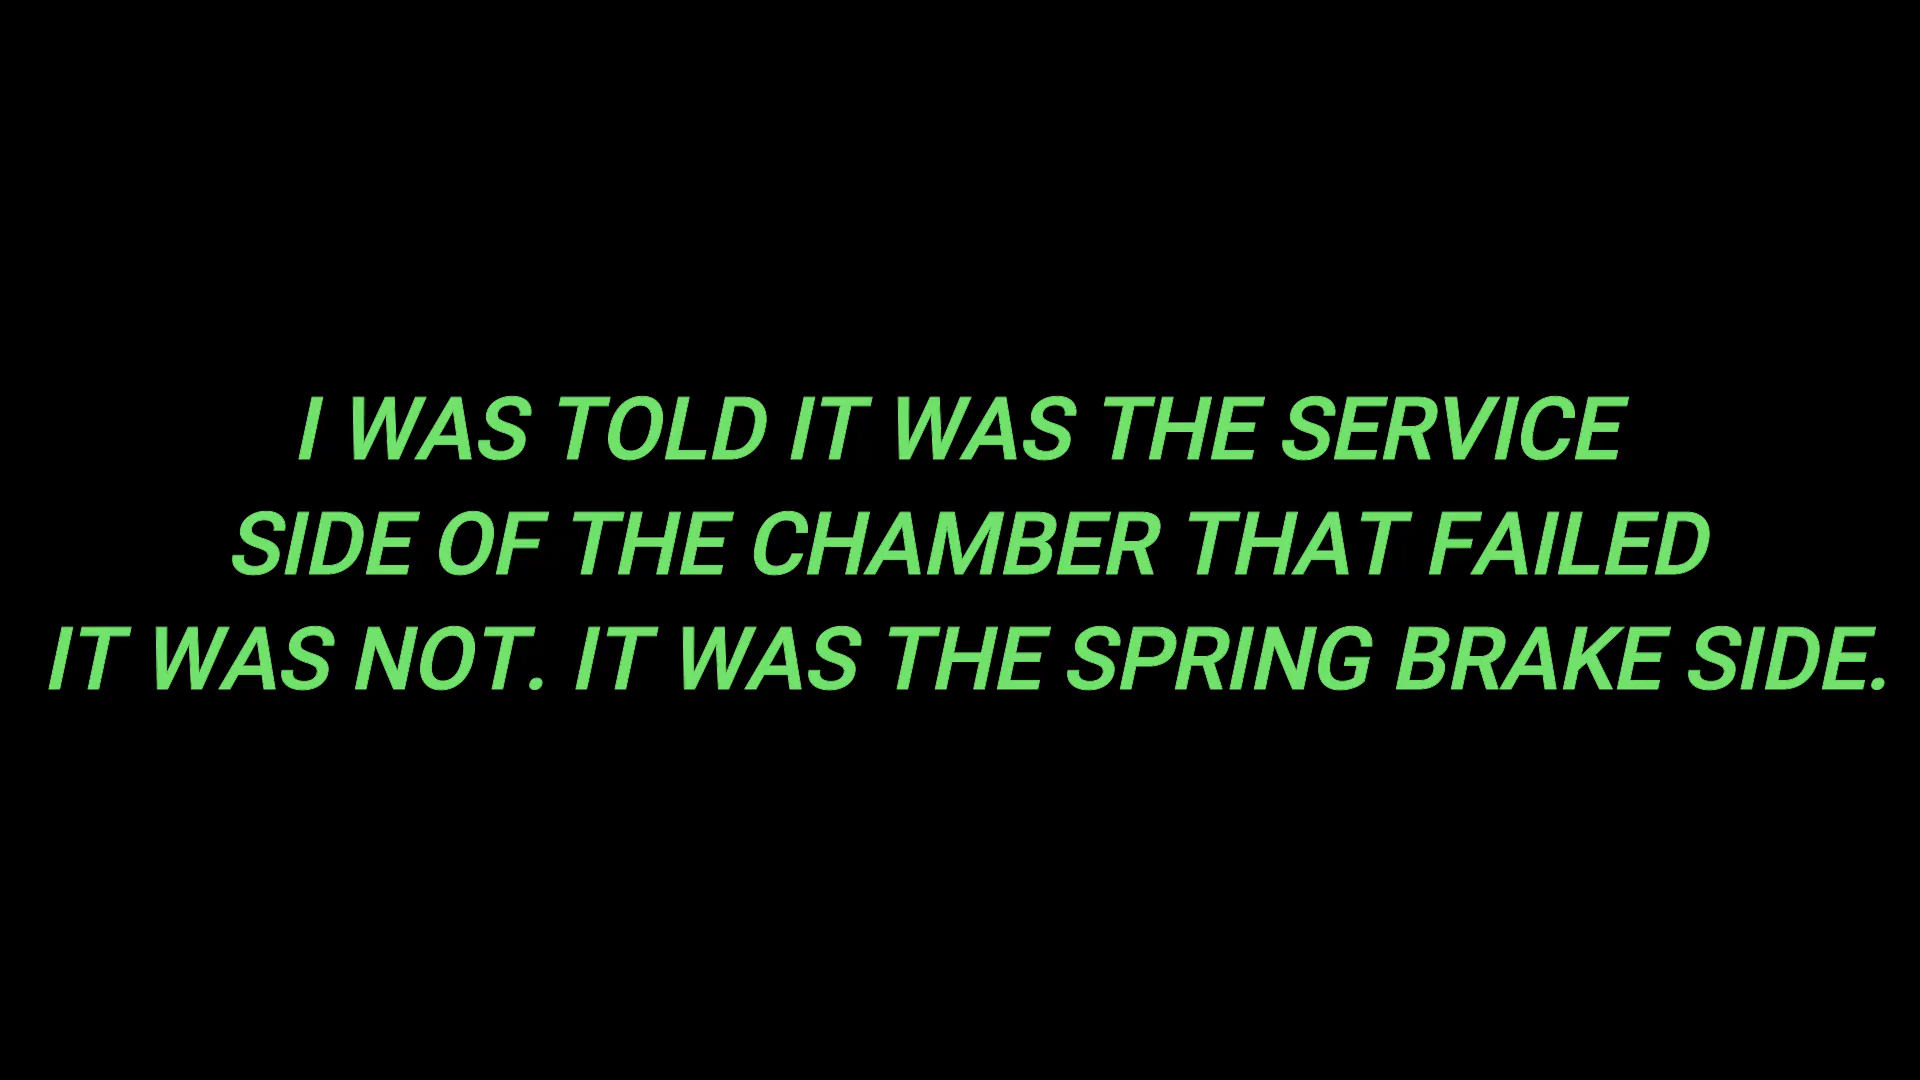 I WAS TOLD IT WAS THE SERVICE
SIDE OF THE CHAMBER THAT FAILED
IT WAS NOT. IT WAS THE SPRING BRAKE SIDE.